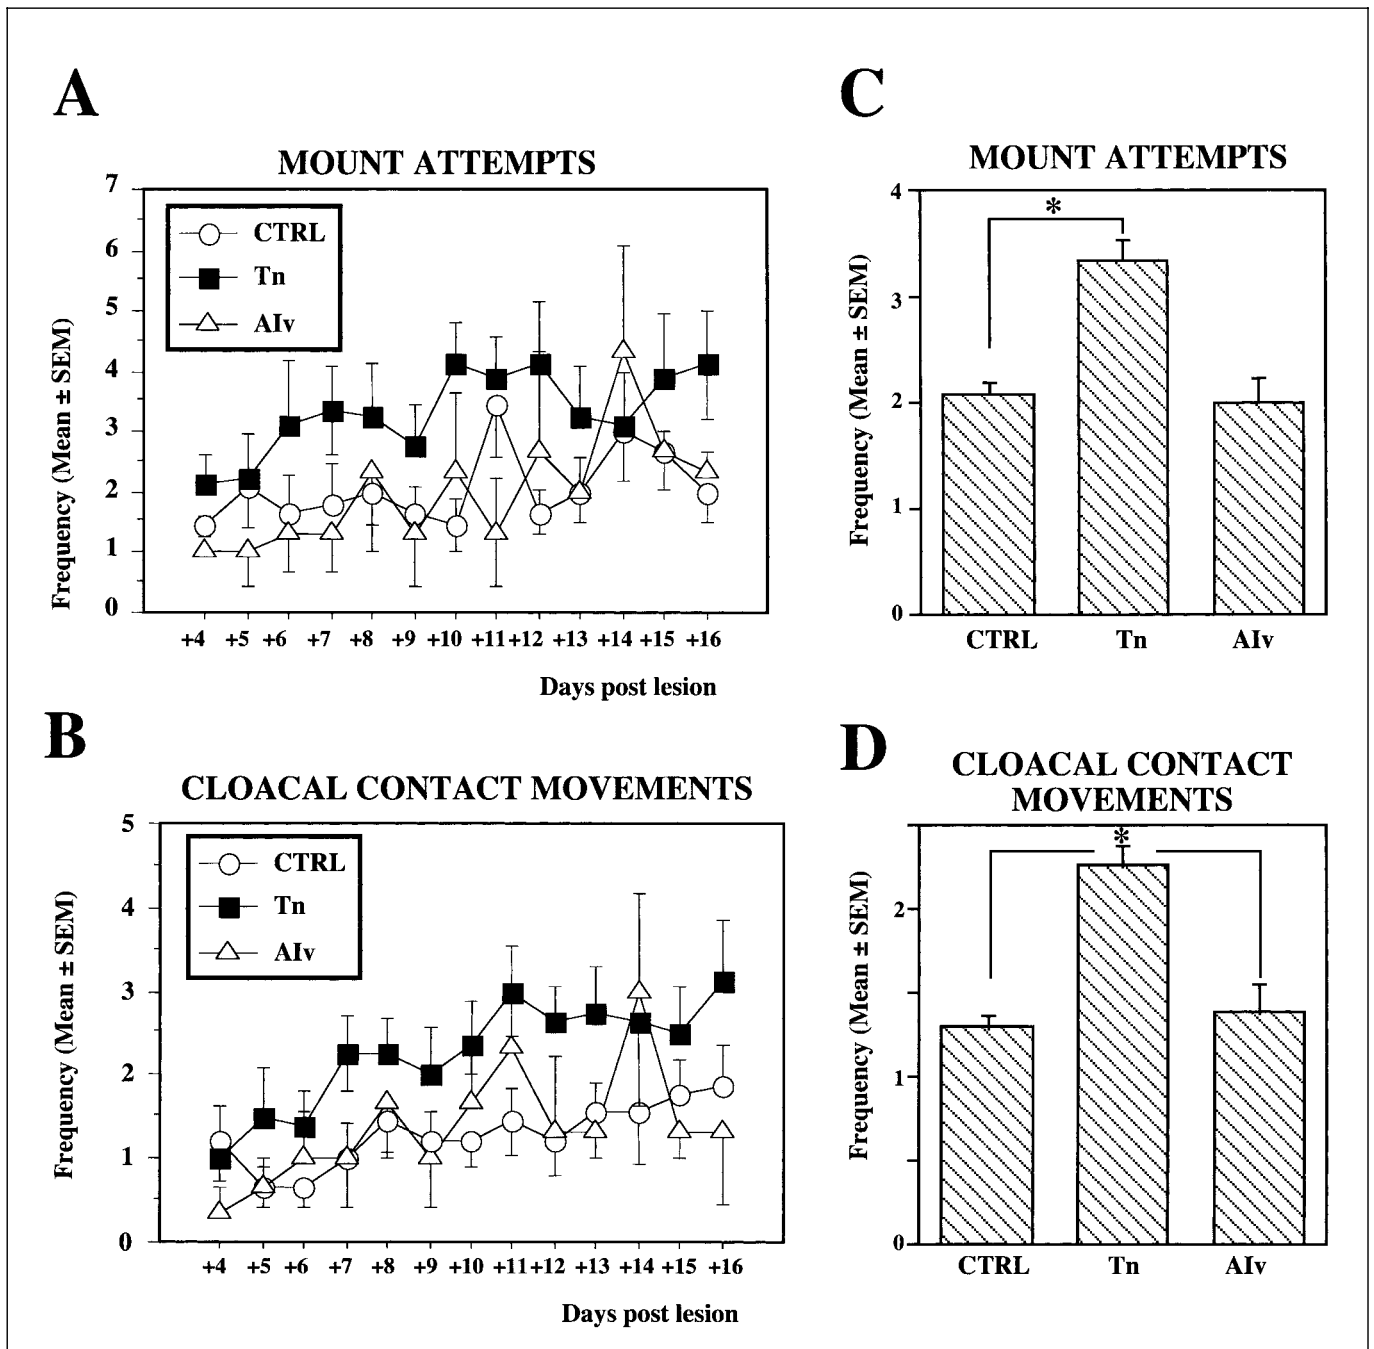 A
MOUNT ATTEMPTS
7
6
5
4
3
2
1
0
Frequency (Mean ± SEM)
CTRL
Tn
AIv
+4 +5 +6 +7 +8 +9 +10 +11 +12 +13 +14 +15 +16
Days post lesion
B
CLOACAL CONTACT MOVEMENTS
5
4
3
2
1
0
Frequency (Mean ± SEM)
CTRL
Tn
AIv
+4 +5 +6 +7 +8 +9 +10 +11 +12 +13 +14 +15 +16
Days post lesion
C
MOUNT ATTEMPTS
4
3
2
1
0
Frequency (Mean ± SEM)
*
CTRL Tn AIv
D
CLOACAL CONTACT
MOVEMENTS
2
1
0
Frequency (Mean ± SEM)
*
CTRL Tn AIv